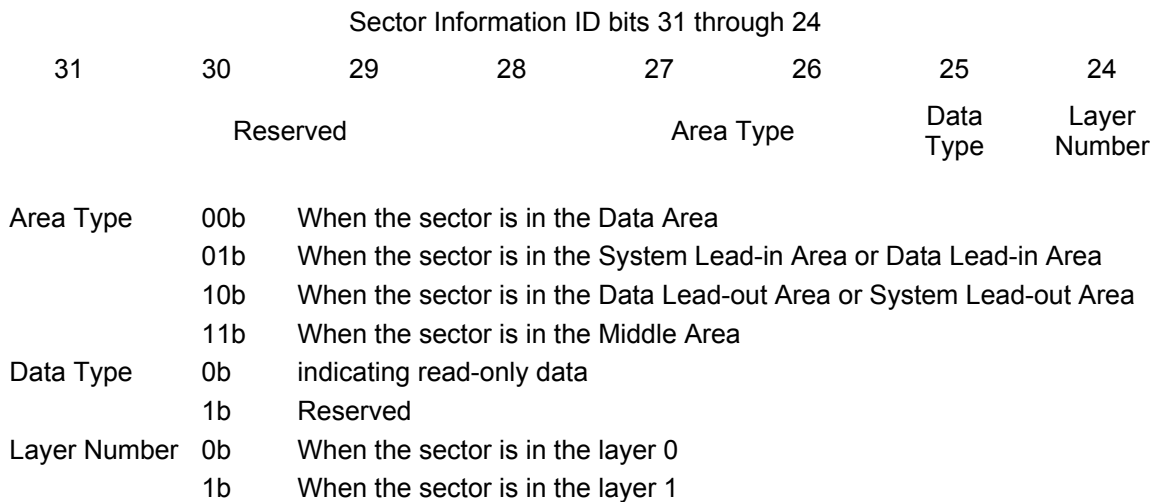 Sector Information ID bits 31 through 24
31 30 29 28 27 26 25 24
Reserved Area Type Data Type Layer Number
Area Type 00b When the sector is in the Data Area
01b When the sector is in the System Lead-in Area or Data Lead-in Area
10b When the sector is in the Data Lead-out Area or System Lead-out Area
11b When the sector is in the Middle Area
Data Type 0b indicating read-only data
1b Reserved
Layer Number 0b When the sector is in the layer 0
1b When the sector is in the layer 1